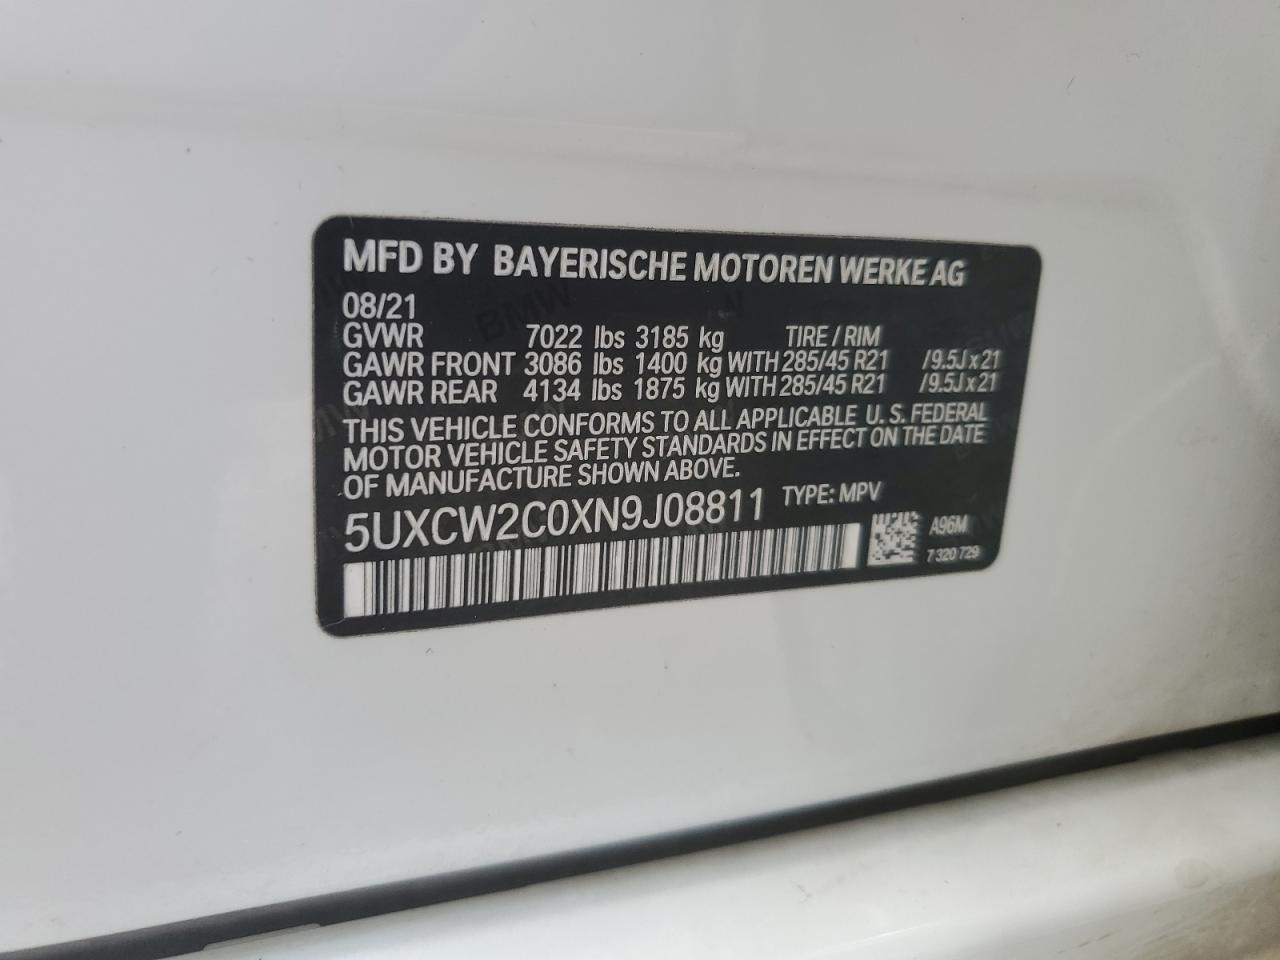 MFD BY BAYERISCHE MOTOREN WERKE AG
08/21
GVWR 7022 lbs 3185 kg TIRE / RIM
GAWR FRONT 3086 lbs 1400 kg WITH 285/45 R21 /9.5J x 21
GAWR REAR 4134 lbs 1875 kg WITH 285/45 R21 /9.5J x 21
THIS VEHICLE CONFORMS TO ALL APPLICABLE U. S. FEDERAL
MOTOR VEHICLE SAFETY STANDARDS IN EFFECT ON THE DATE
OF MANUFACTURE SHOWN ABOVE.
5UXCW2C0XN9J08811 TYPE: MPV
A96M
7 320 729